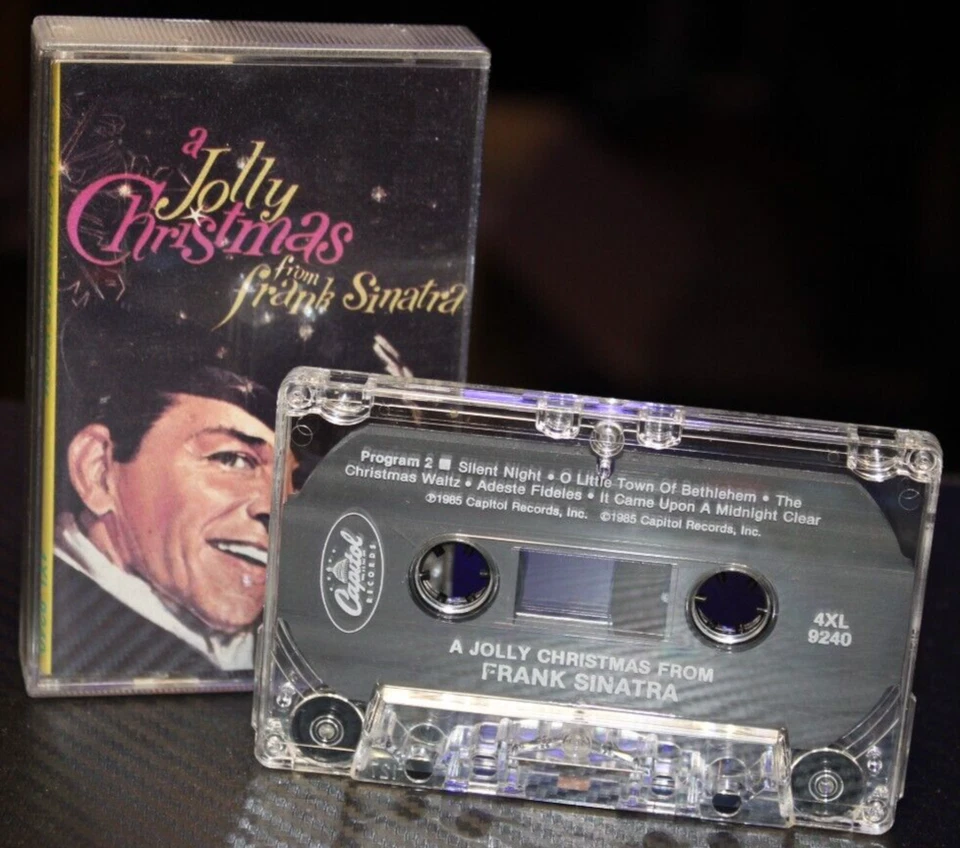 a
Jolly
Christmas
from
frank Sinatra
Program 2 ■ Silent Night • O Little Town Of Bethlehem • The
Christmas Waltz • Adeste Fideles • It Came Upon A Midnight Clear
℗1985 Capitol Records, Inc. ©1985 Capitol Records, Inc.
Capitol
RECORDS
4XL
9240
A JOLLY CHRISTMAS FROM
FRANK SINATRA